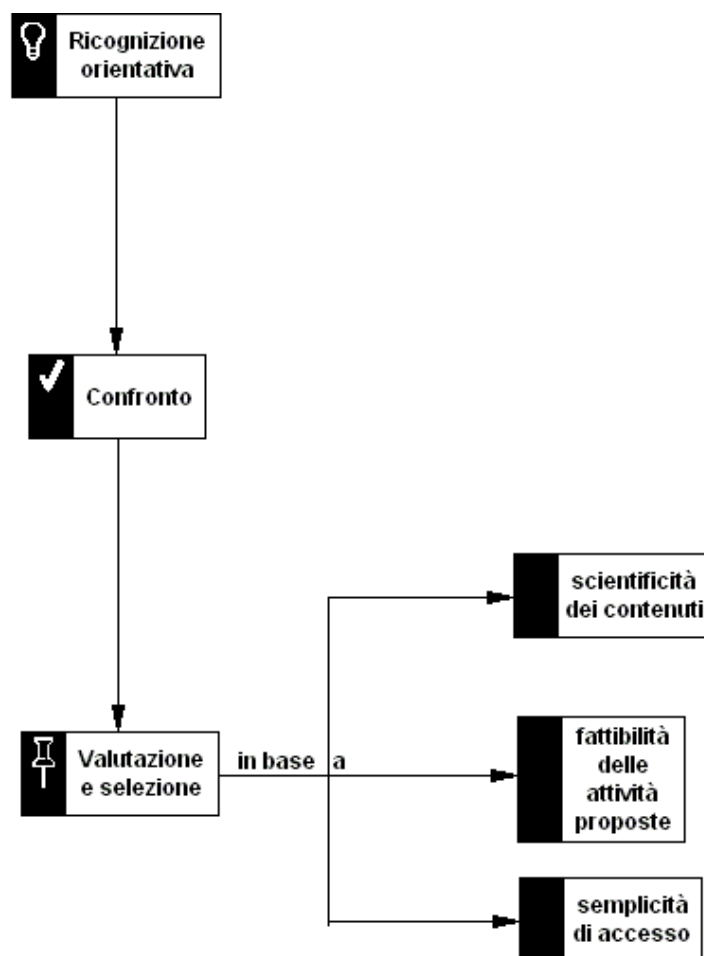 Ricognizione
orientativa
Confronto
Valutazione
e selezione
in base a
scientificità
dei contenuti
fattibilità
delle
attività
proposte
semplicità
di accesso